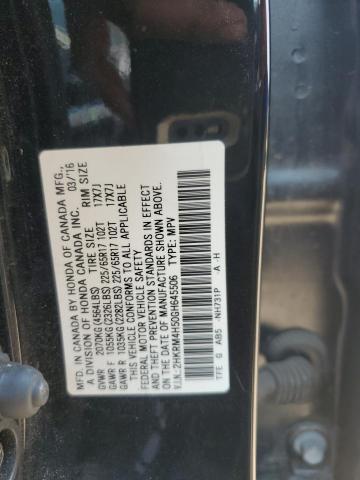 MFD. IN CANADA BY HONDA OF CANADA MFG.,
A DIVISION OF HONDA CANADA INC. 03/'16
GVWR 2070KG(4564LBS) TIRE SIZE RIM SIZE
GAWR F 1055KG(2326LBS) 225/65R17 102T 17X7J
GAWR R 1035KG(2282LBS) 225/65R17 102T 17X7J
THIS VEHICLE CONFORMS TO ALL APPLICABLE
FEDERAL MOTOR VEHICLE SAFETY
AND THEFT PREVENTION STANDARDS IN EFFECT
ON THE DATE OF MANUFACTURE SHOWN ABOVE.
V.I.N.: 2HKRM4H50GH645506 TYPE: MPV
TFE G AB5 NH731P -A -H